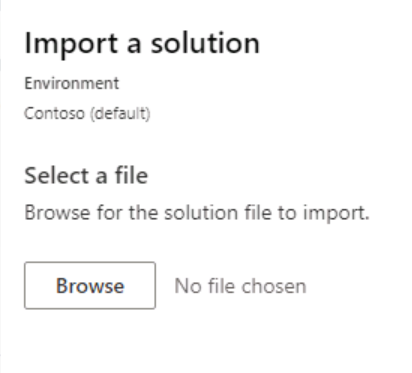 Import a solution
Environment
Contoso (default)
Select a file
Browse for the solution file to import.
Browse No file chosen